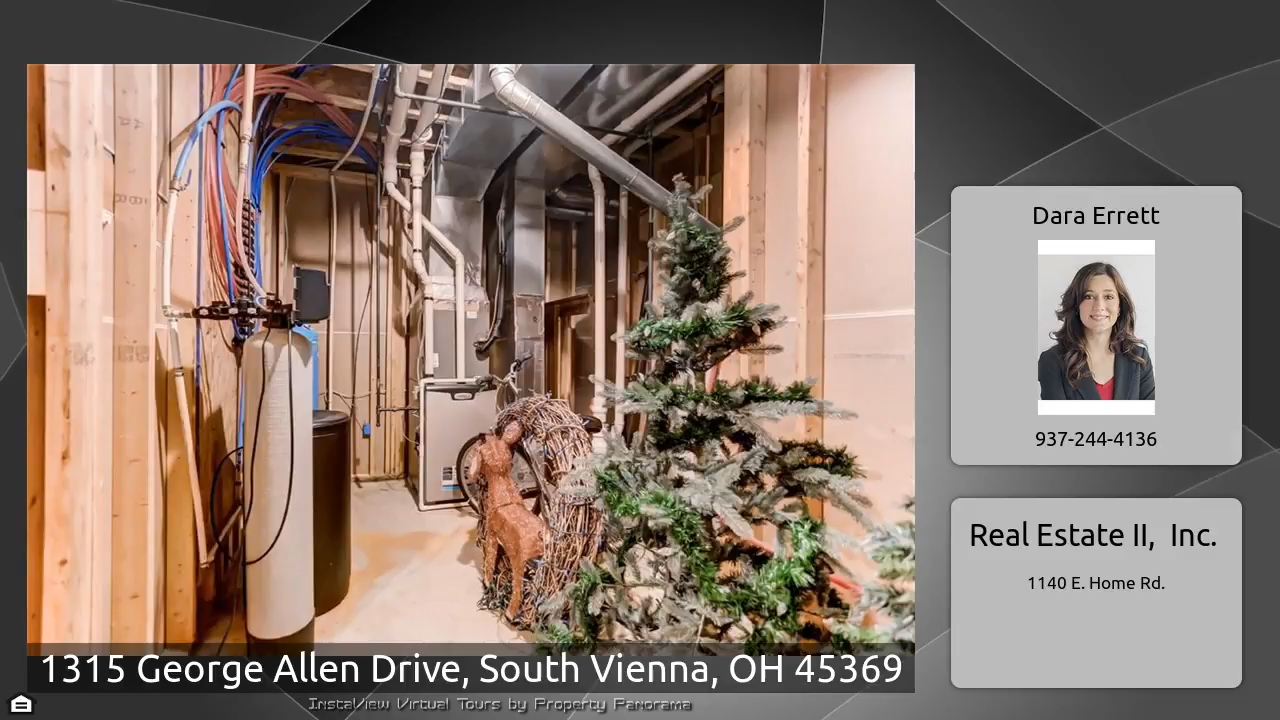 Dara Errett
937-244-4136
Real Estate II, Inc.
1140 E. Home Rd.
1315 George Allen Drive, South Vienna, OH 45369
InstaView Virtual Tours by Property Panorama